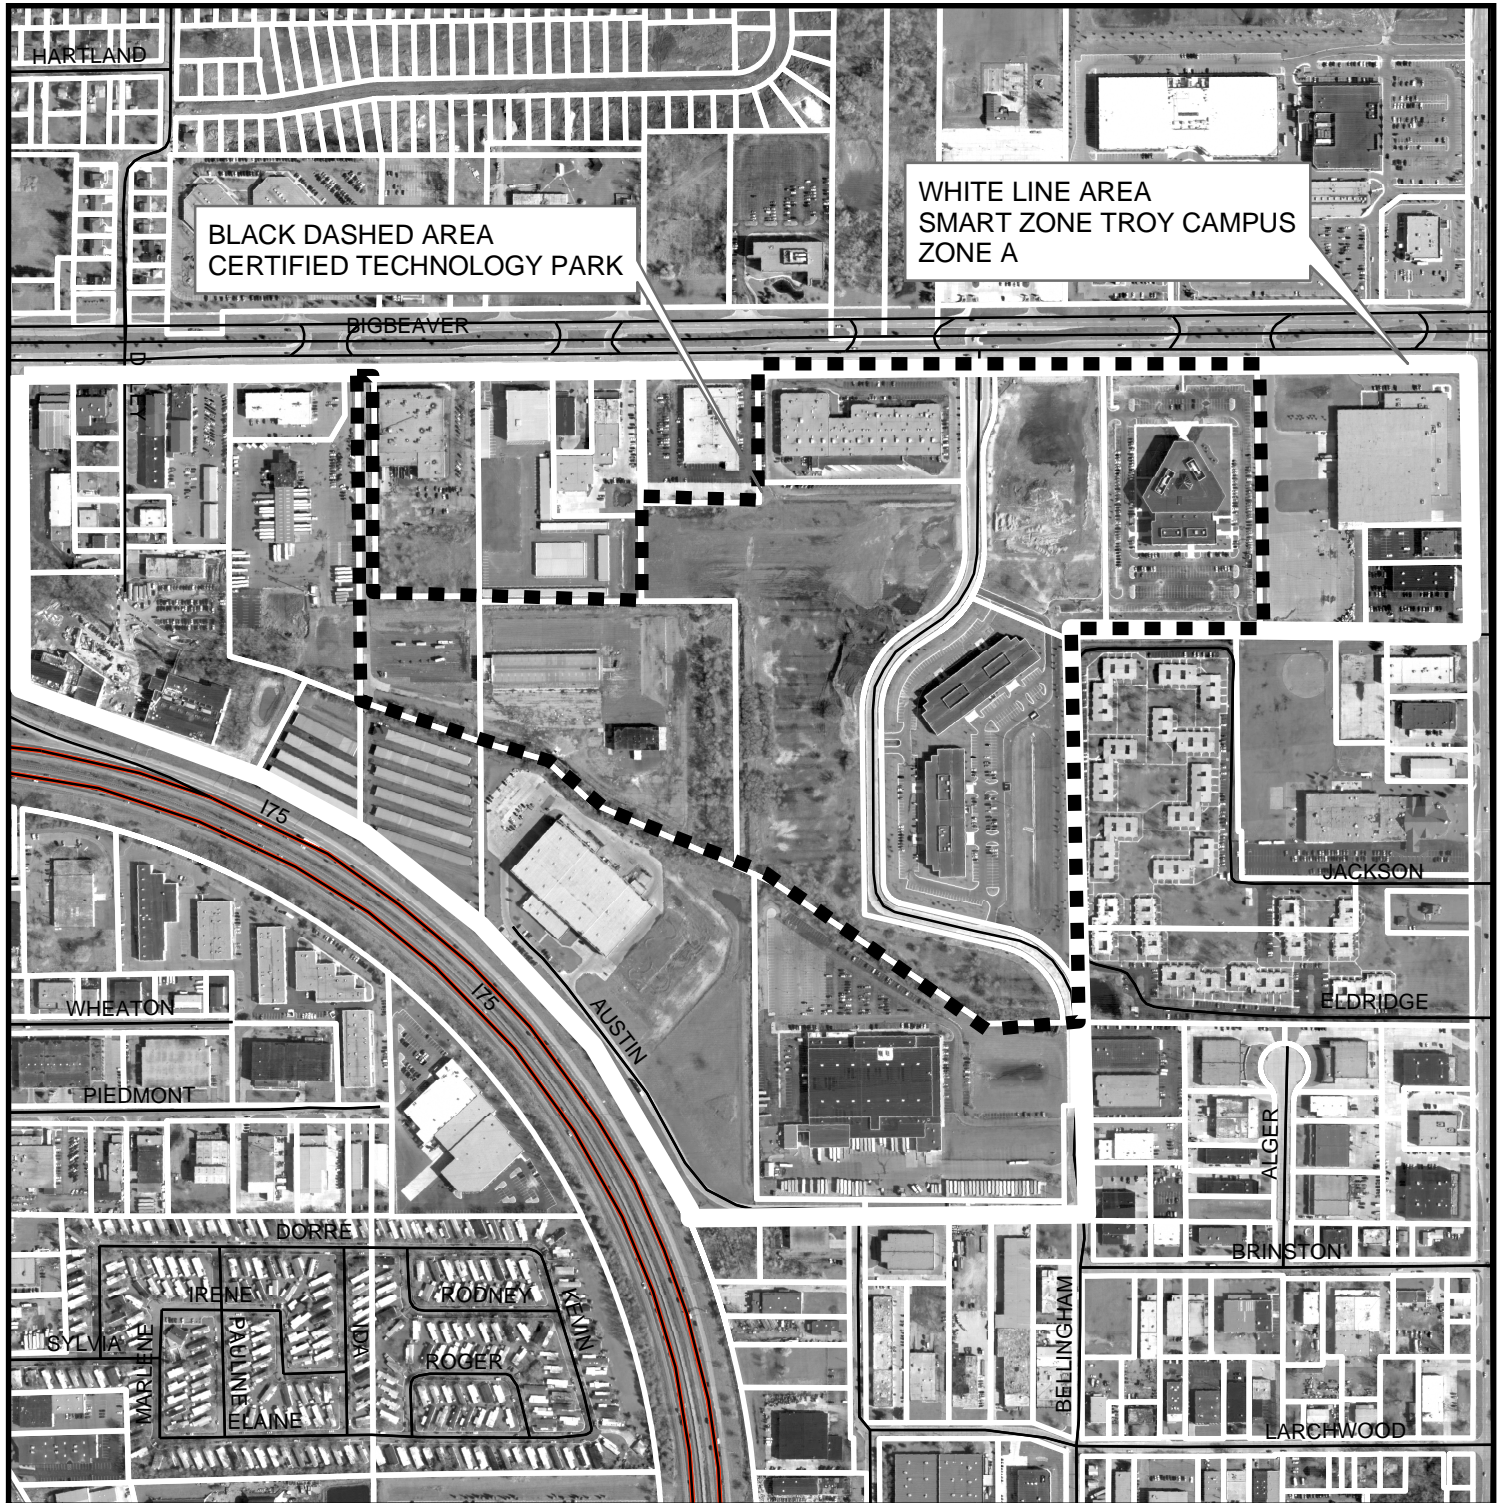 HARTLAND
WHITE LINE AREA
SMART ZONE TROY CAMPUS
ZONE A
BLACK DASHED AREA
CERTIFIED TECHNOLOGY PARK
BIGBEAVER
I75
JACKSON
I75
AUSTIN
ELDRIDGE
WHEATON
PIEDMONT
ALGER
DORRE
BRINSTON
IRENE
RODNEY
KEVIN
BELLINGHAM
SYLVIA
MARLENE
PAULINE
IDA
ROGER
ELAINE
LARCHWOOD